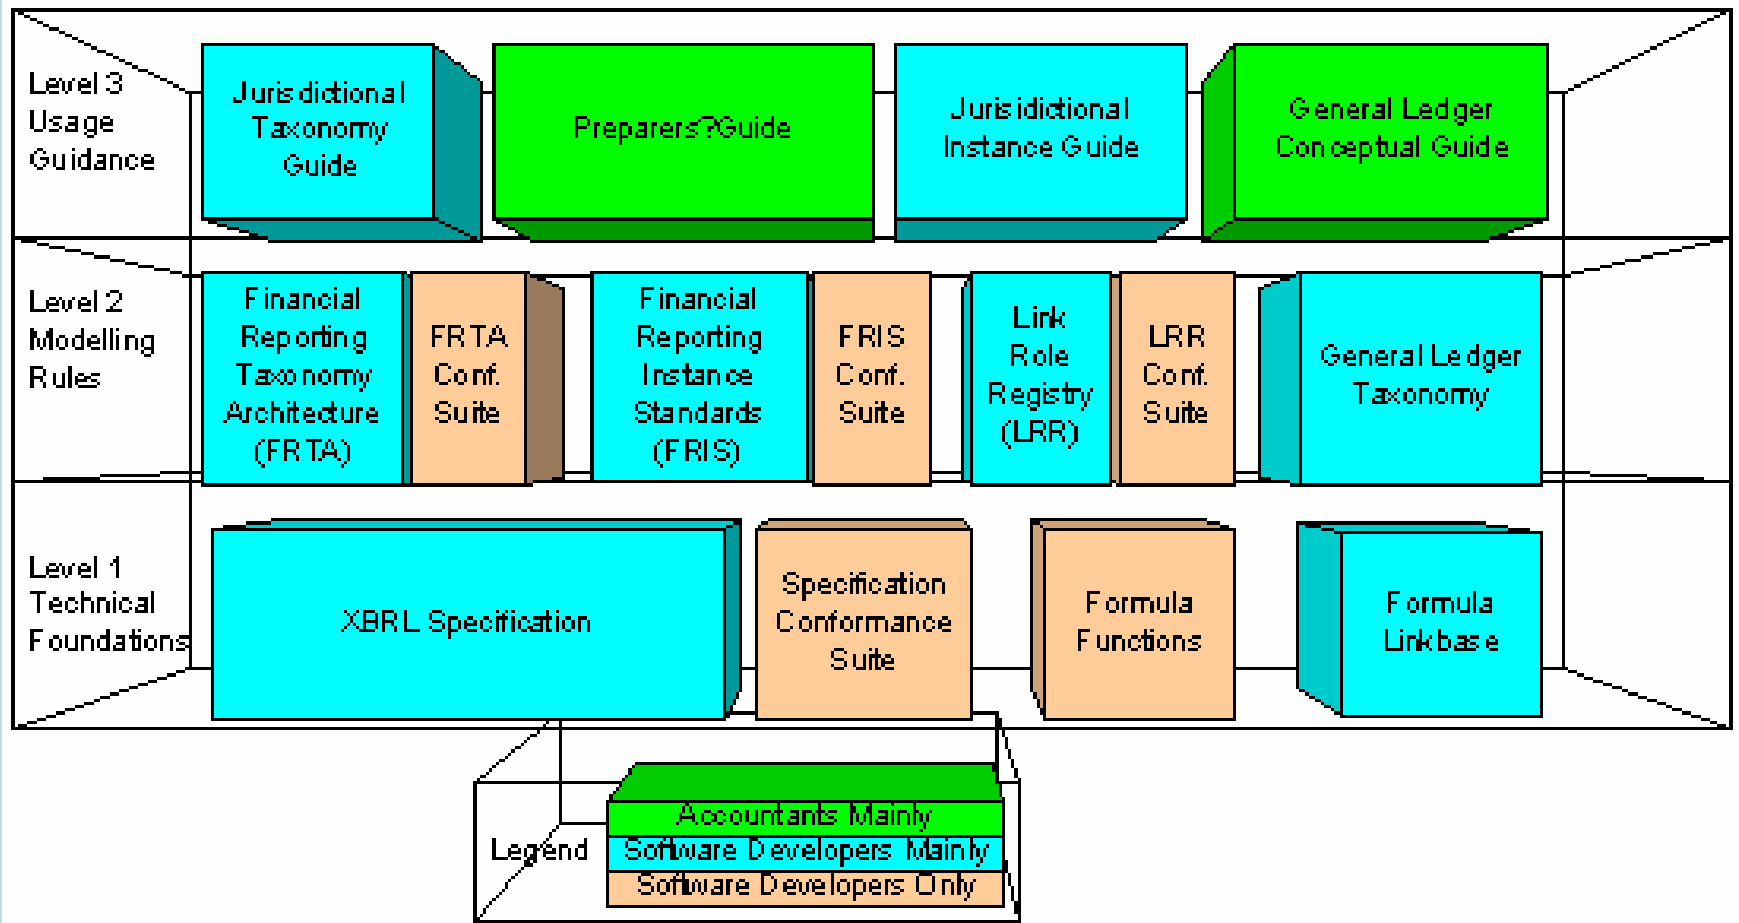 Level 3
Usage
Guidance
Jurisdictional
Taxonomy
Guide
Preparers?Guide
Jurisidictional
Instance Guide
General Ledger
Conceptual Guide
Level 2
Modelling
Rules
Financial
Reporting
Taxonomy
Architecture
(FRTA)
FRTA
Conf.
Suite
Financial
Reporting
Instance
Standards
(FRIS)
FRIS
Conf.
Suite
Link
Role
Registry
(LRR)
LRR
Conf.
Suite
General Ledger
Taxonomy
Level 1
Technical
Foundations
XBRL Specification
Specification
Conformance
Suite
Formula
Functions
Formula
Linkbase
Legend
Accountants Mainly
Software Developers Mainly
Software Developers Only